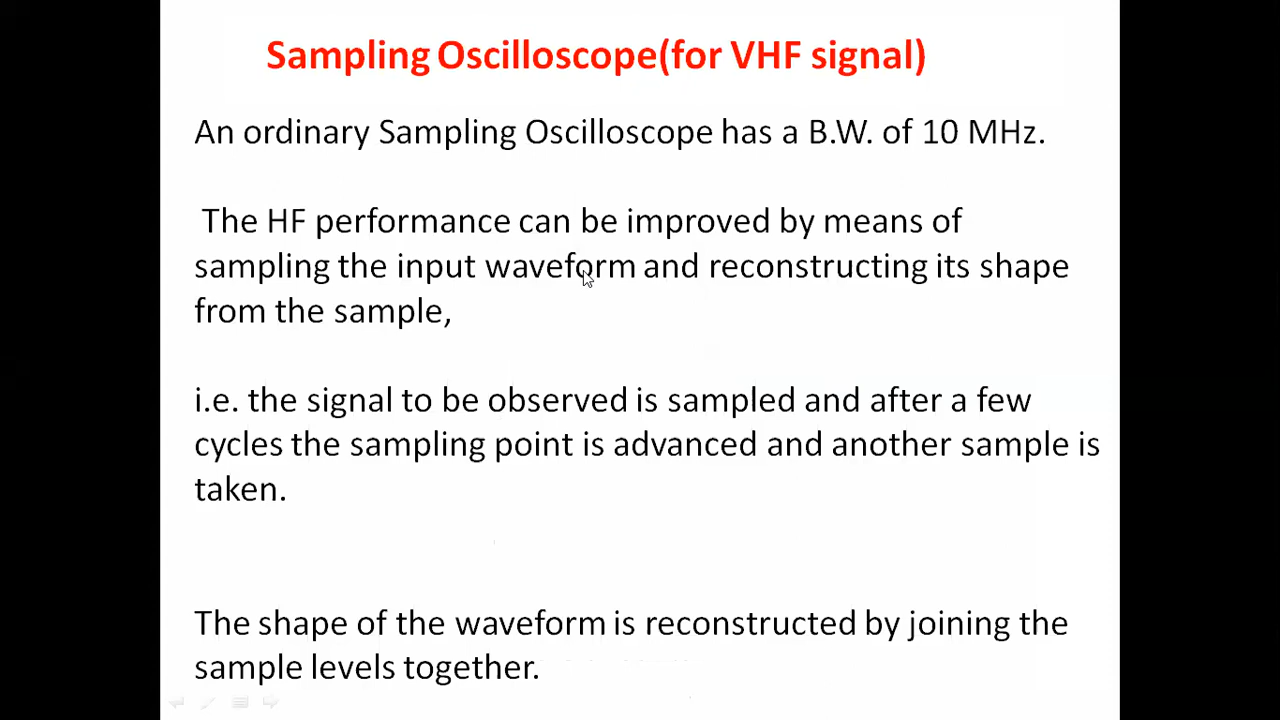 Sampling Oscilloscope(for VHF signal)
An ordinary Sampling Oscilloscope has a B.W. of 10 MHz.
The HF performance can be improved by means of
sampling the input waveform and reconstructing its shape
from the sample,
i.e. the signal to be observed is sampled and after a few
cycles the sampling point is advanced and another sample is
taken.
The shape of the waveform is reconstructed by joining the
sample levels together.